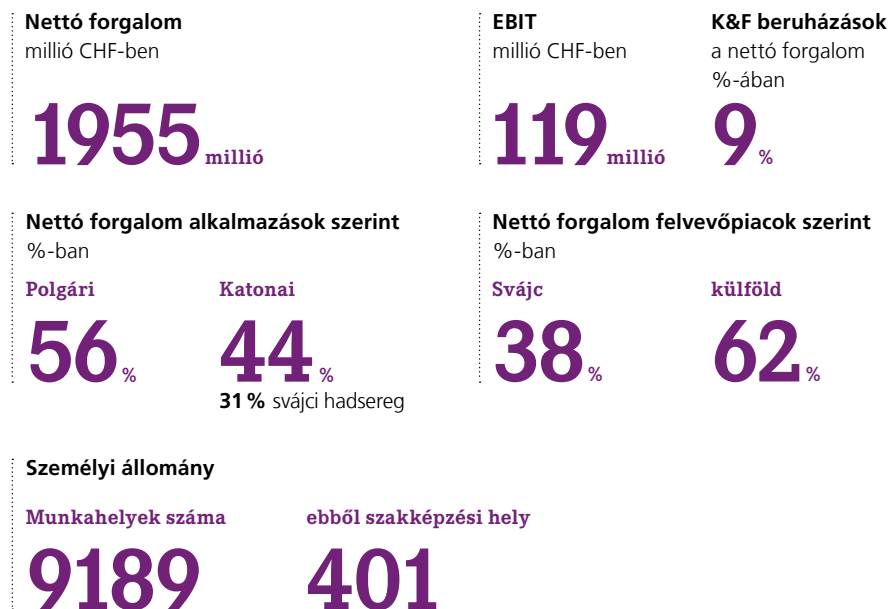 Nettó forgalom
millió CHF-ben
1955 millió
EBIT
millió CHF-ben
119 millió
K&F beruházások
a nettó forgalom
%-ában
9 %
Nettó forgalom alkalmazások szerint
%-ban
Polgári
56 %
Katonai
44 %
31 % svájci hadsereg
Nettó forgalom felvevőpiacok szerint
%-ban
Svájc
38 %
külföld
62 %
Személyi állomány
Munkahelyek száma
9189
ebből szakképzési hely
401